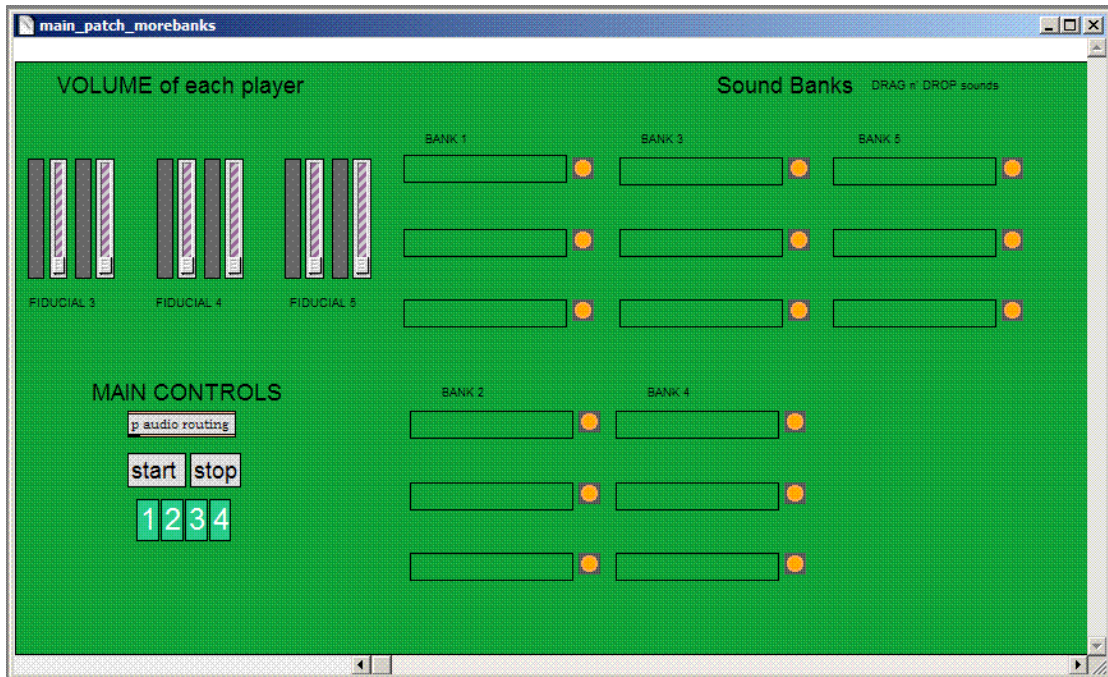 main_patch_morebanks
VOLUME of each player
Sound Banks DRAG n' DROP sounds
BANK 1
BANK 3
BANK 5
FIDUCIAL 3
FIDUCIAL 4
FIDUCIAL 5
MAIN CONTROLS
p audio routing
start
stop
1 2 3 4
BANK 2
BANK 4